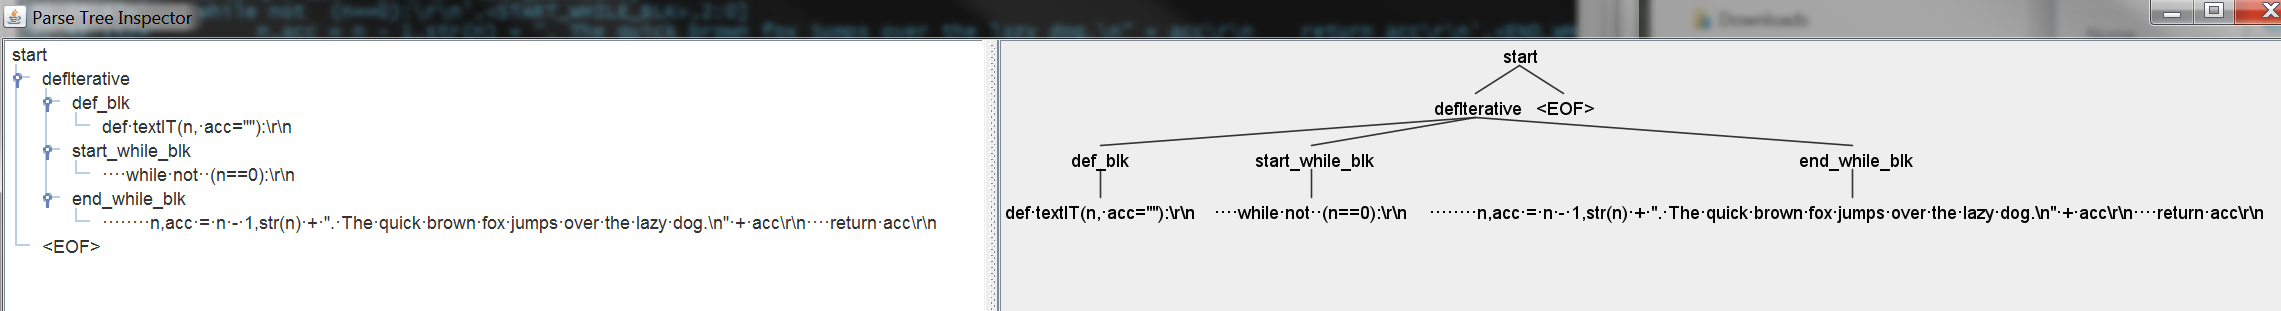 Parse Tree Inspector
Downloads
start
defIterative
def_blk
def·textIT(n,·acc=""):\r\n
start_while_blk
····while·not··(n==0):\r\n
end_while_blk
········n,acc·=·n·-·1,str(n)·+·".·The·quick·brown·fox·jumps·over·the·lazy·dog.\n"·+·acc\r\n····return·acc\r\n
<EOF>
start
defIterative <EOF>
def_blk start_while_blk end_while_blk
def·textIT(n,·acc=""):\r\n ····while·not··(n==0):\r\n ········n,acc·=·n·-·1,str(n)·+·".·The·quick·brown·fox·jumps·over·the·lazy·dog.\n"·+·acc\r\n····return·acc\r\n